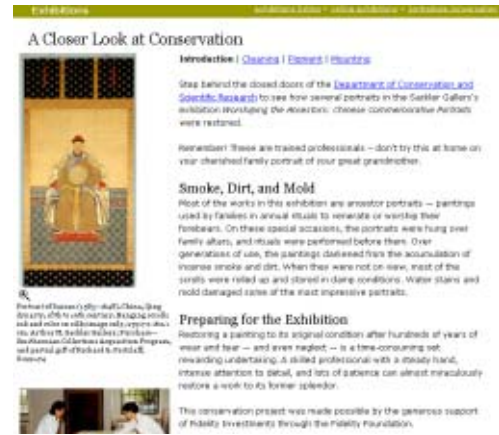 Exhibitions
A Closer Look at Conservation
Introduction | Cleaning | Pigment | Mounting
Step behind the closed doors of the Department of Conservation and
Scientific Research to see how several portraits in the Sackler Gallery's
exhibition Worshiping the Ancestors: Chinese Commemorative Portraits
were restored.
Remember! These are trained professionals — don't try this at home on
your cherished family portrait of your great grandmother.
Smoke, Dirt, and Mold
Most of the works in this exhibition are ancestor portraits — paintings
used by families in annual rituals to venerate or worship their
forebears. On these special occasions, the portraits were hung over
family altars, and rituals were performed before them. Over
generations of use, the paintings darkened from the accumulation of
incense smoke and dirt. When they were not on view, most of the
scrolls were rolled up and stored in damp conditions. Water stains and
mold damaged some of the most impressive portraits.
Preparing for the Exhibition
Restoring a painting to its original condition after hundreds of years of
wear and tear — and even neglect — is a time-consuming yet
rewarding undertaking. A skilled professional with a steady hand,
intense attention to detail, and lots of patience can almost miraculously
restore a work to its former splendor.
This conservation project was made possible by the generous support
of Fidelity Investments through the Fidelity Foundation.